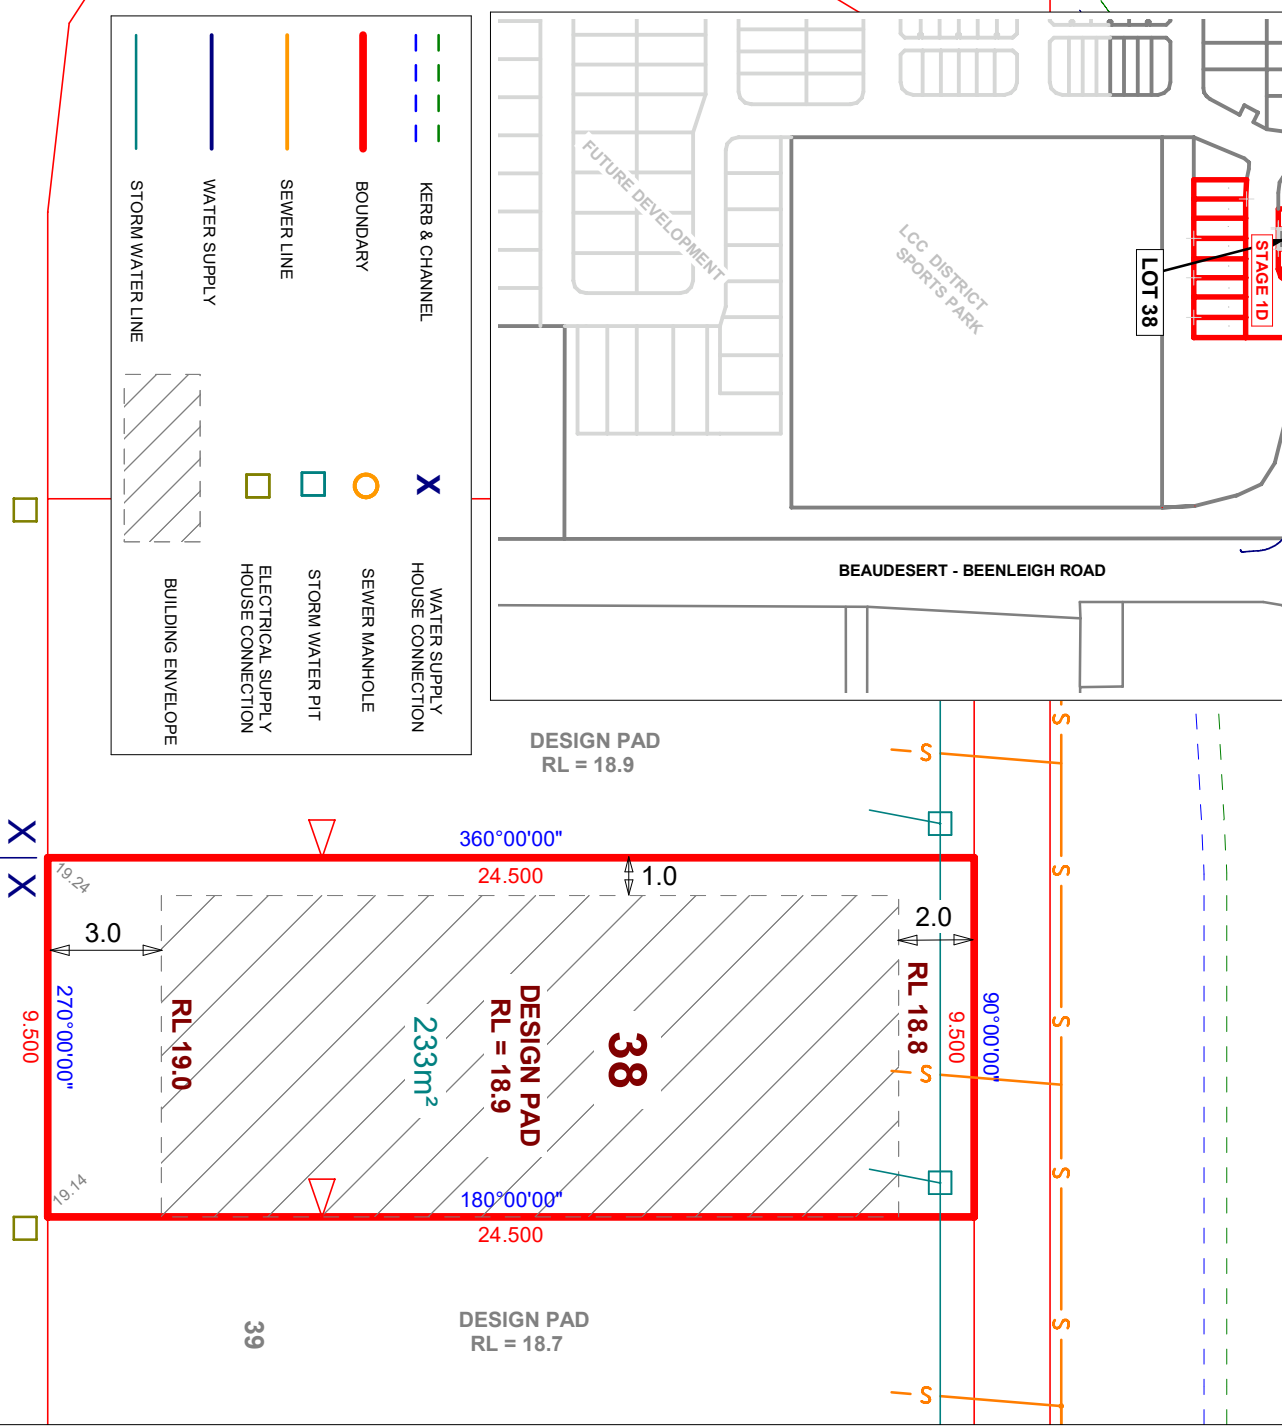 KERB & CHANNEL
BOUNDARY
SEWER LINE
WATER SUPPLY
STORM WATER LINE
X
WATER SUPPLY
HOUSE CONNECTION
SEWER MANHOLE
STORM WATER PIT
ELECTRICAL SUPPLY
HOUSE CONNECTION
BUILDING ENVELOPE
FUTURE DEVELOPMENT
LCC DISTRICT
SPORTS PARK
LOT 38
STAGE 1D
BEAUDESERT - BEENLEIGH ROAD
DESIGN PAD
RL = 18.9
S
S
X
X
360°00'00"
24.500
1.0
19.24
3.0
2.0
S
RL 19.0
RL 18.8
270°00'00"
9.500
38
DESIGN PAD
RL = 18.9
233m²
9.500
90°00'00"
S
S
S
19.14
180°00'00"
24.500
39
DESIGN PAD
RL = 18.7
S
S